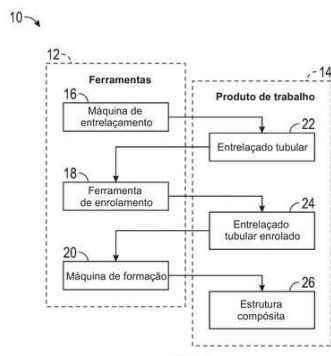 10
12
14
Ferramentas
Produto de trabalho
16
Máquina de
entrelaçamento
22
Entrelaçado tubular
18
Ferramenta
de enrolamento
24
Entrelaçado
tubular enrolado
20
Máquina de formação
26
Estrutura
compósita